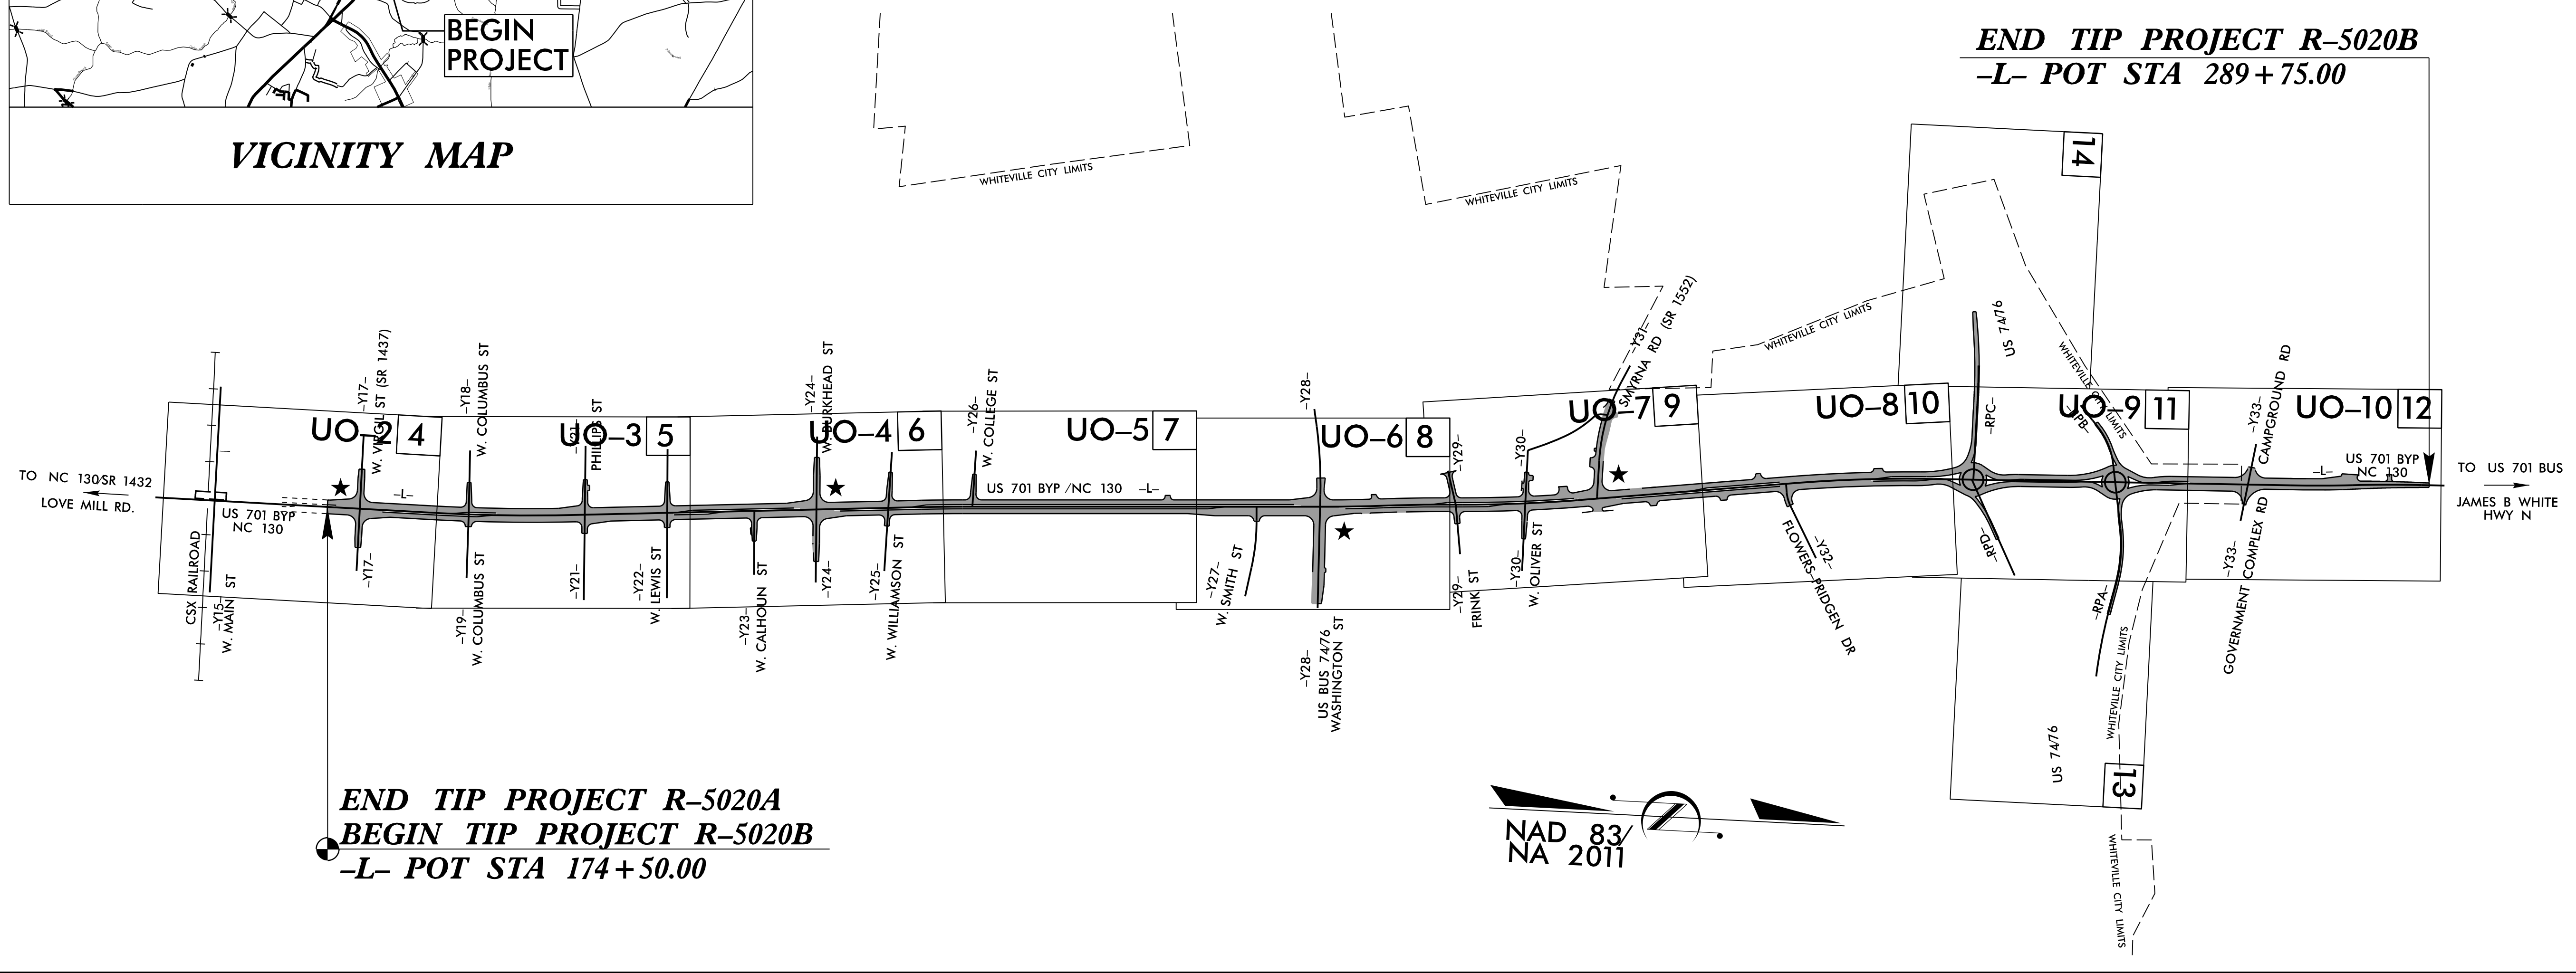 BEGIN
PROJECT
VICINITY MAP
END TIP PROJECT R–5020B
–L– POT STA 289+75.00
WHITEVILLE CITY LIMITS
WHITEVILLE CITY LIMITS
WHITEVILLE CITY LIMITS
WHITEVILLE CITY LIMITS
14
US 74/76
TO NC 130/SR 1432
LOVE MILL RD.
US 701 BYP
NC 130
CSX RAILROAD
–Y15–
W. MAIN ST
UO–2 4
–Y17–
W. VIRGIL ST (SR 1437)
–L–
–Y17–
–Y18–
W. COLUMBUS ST
–Y19–
W. COLUMBUS ST
UO–3 5
–Y21–
PHILLIPS ST
–Y21–
–Y22–
W. LEWIS ST
–Y23–
W. CALHOUN ST
UO–4 6
–Y24–
W. BURKHEAD ST
–Y24–
–Y25–
W. WILLIAMSON ST
–Y26–
W. COLLEGE ST
US 701 BYP /NC 130 –L–
UO–5 7
–Y27–
W. SMITH ST
UO–6 8
–Y28–
–Y28–
US BUS 74/76
WASHINGTON ST
–Y29–
–Y29–
FRINK ST
–Y30–
–Y30–
W. OLIVER ST
UO–7 9
–Y31–
SMYRNA RD (SR 1552)
UO–8 10
–Y32–
FLOWERS–PRIDGEN DR
–RPC–
–RPD–
UO–9 11
–RPB–
–RPA–
WHITEVILLE CITY LIMITS
US 74/76
13
WHITEVILLE CITY LIMITS
UO–10 12
–Y33–
CAMPGROUND RD
–Y33–
GOVERNMENT COMPLEX RD
–L–
US 701 BYP
NC 130
TO US 701 BUS
JAMES B WHITE
HWY N
END TIP PROJECT R–5020A
BEGIN TIP PROJECT R–5020B
–L– POT STA 174+50.00
NAD 83/
NA 2011